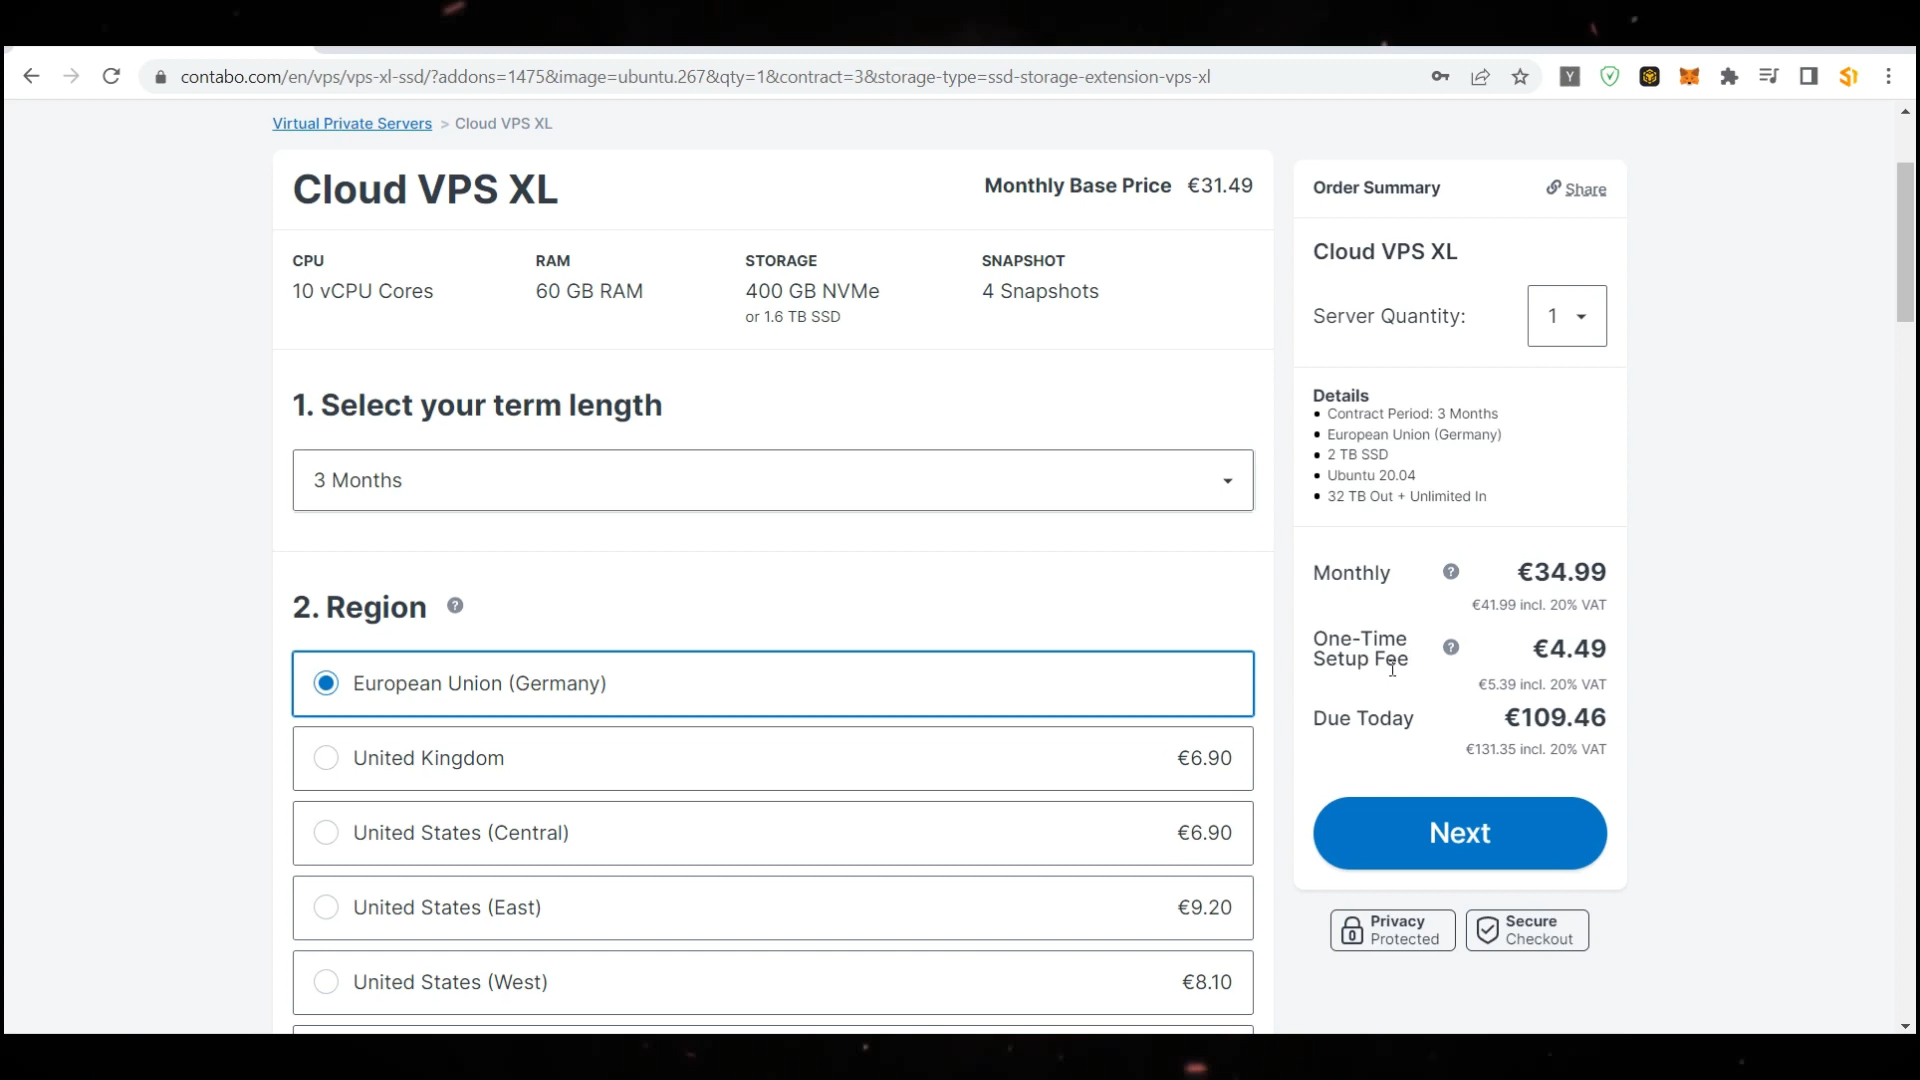 contabo.com/en/vps/vps-xl-ssd/?addons=1475&image=ubuntu.267&qty=1&contract=3&storage-type=ssd-storage-extension-vps-xl
Virtual Private Servers > Cloud VPS XL
Cloud VPS XL
Monthly Base Price €31.49
CPU
10 vCPU Cores
RAM
60 GB RAM
STORAGE
400 GB NVMe
or 1.6 TB SSD
SNAPSHOT
4 Snapshots
1. Select your term length
3 Months
2. Region ?
European Union (Germany)
United Kingdom €6.90
United States (Central) €6.90
United States (East) €9.20
United States (West) €8.10
Order Summary
Share
Cloud VPS XL
Server Quantity: 1
Details
• Contract Period: 3 Months
• European Union (Germany)
• 2 TB SSD
• Ubuntu 20.04
• 32 TB Out + Unlimited In
Monthly ? €34.99
€41.99 incl. 20% VAT
One-Time
Setup Fee ? €4.49
€5.39 incl. 20% VAT
Due Today €109.46
€131.35 incl. 20% VAT
Next
Privacy
Protected
Secure
Checkout